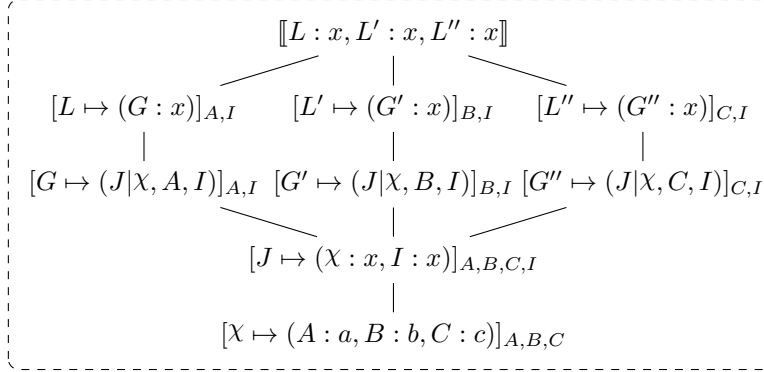 ⟦L : x, L′ : x, L″ : x⟧
[L ↦ (G : x)]_{A,I} [L′ ↦ (G′ : x)]_{B,I} [L″ ↦ (G″ : x)]_{C,I}
[G ↦ (J|χ, A, I)]_{A,I} [G′ ↦ (J|χ, B, I)]_{B,I} [G″ ↦ (J|χ, C, I)]_{C,I}
[J ↦ (χ : x, I : x)]_{A,B,C,I}
[χ ↦ (A : a, B : b, C : c)]_{A,B,C}